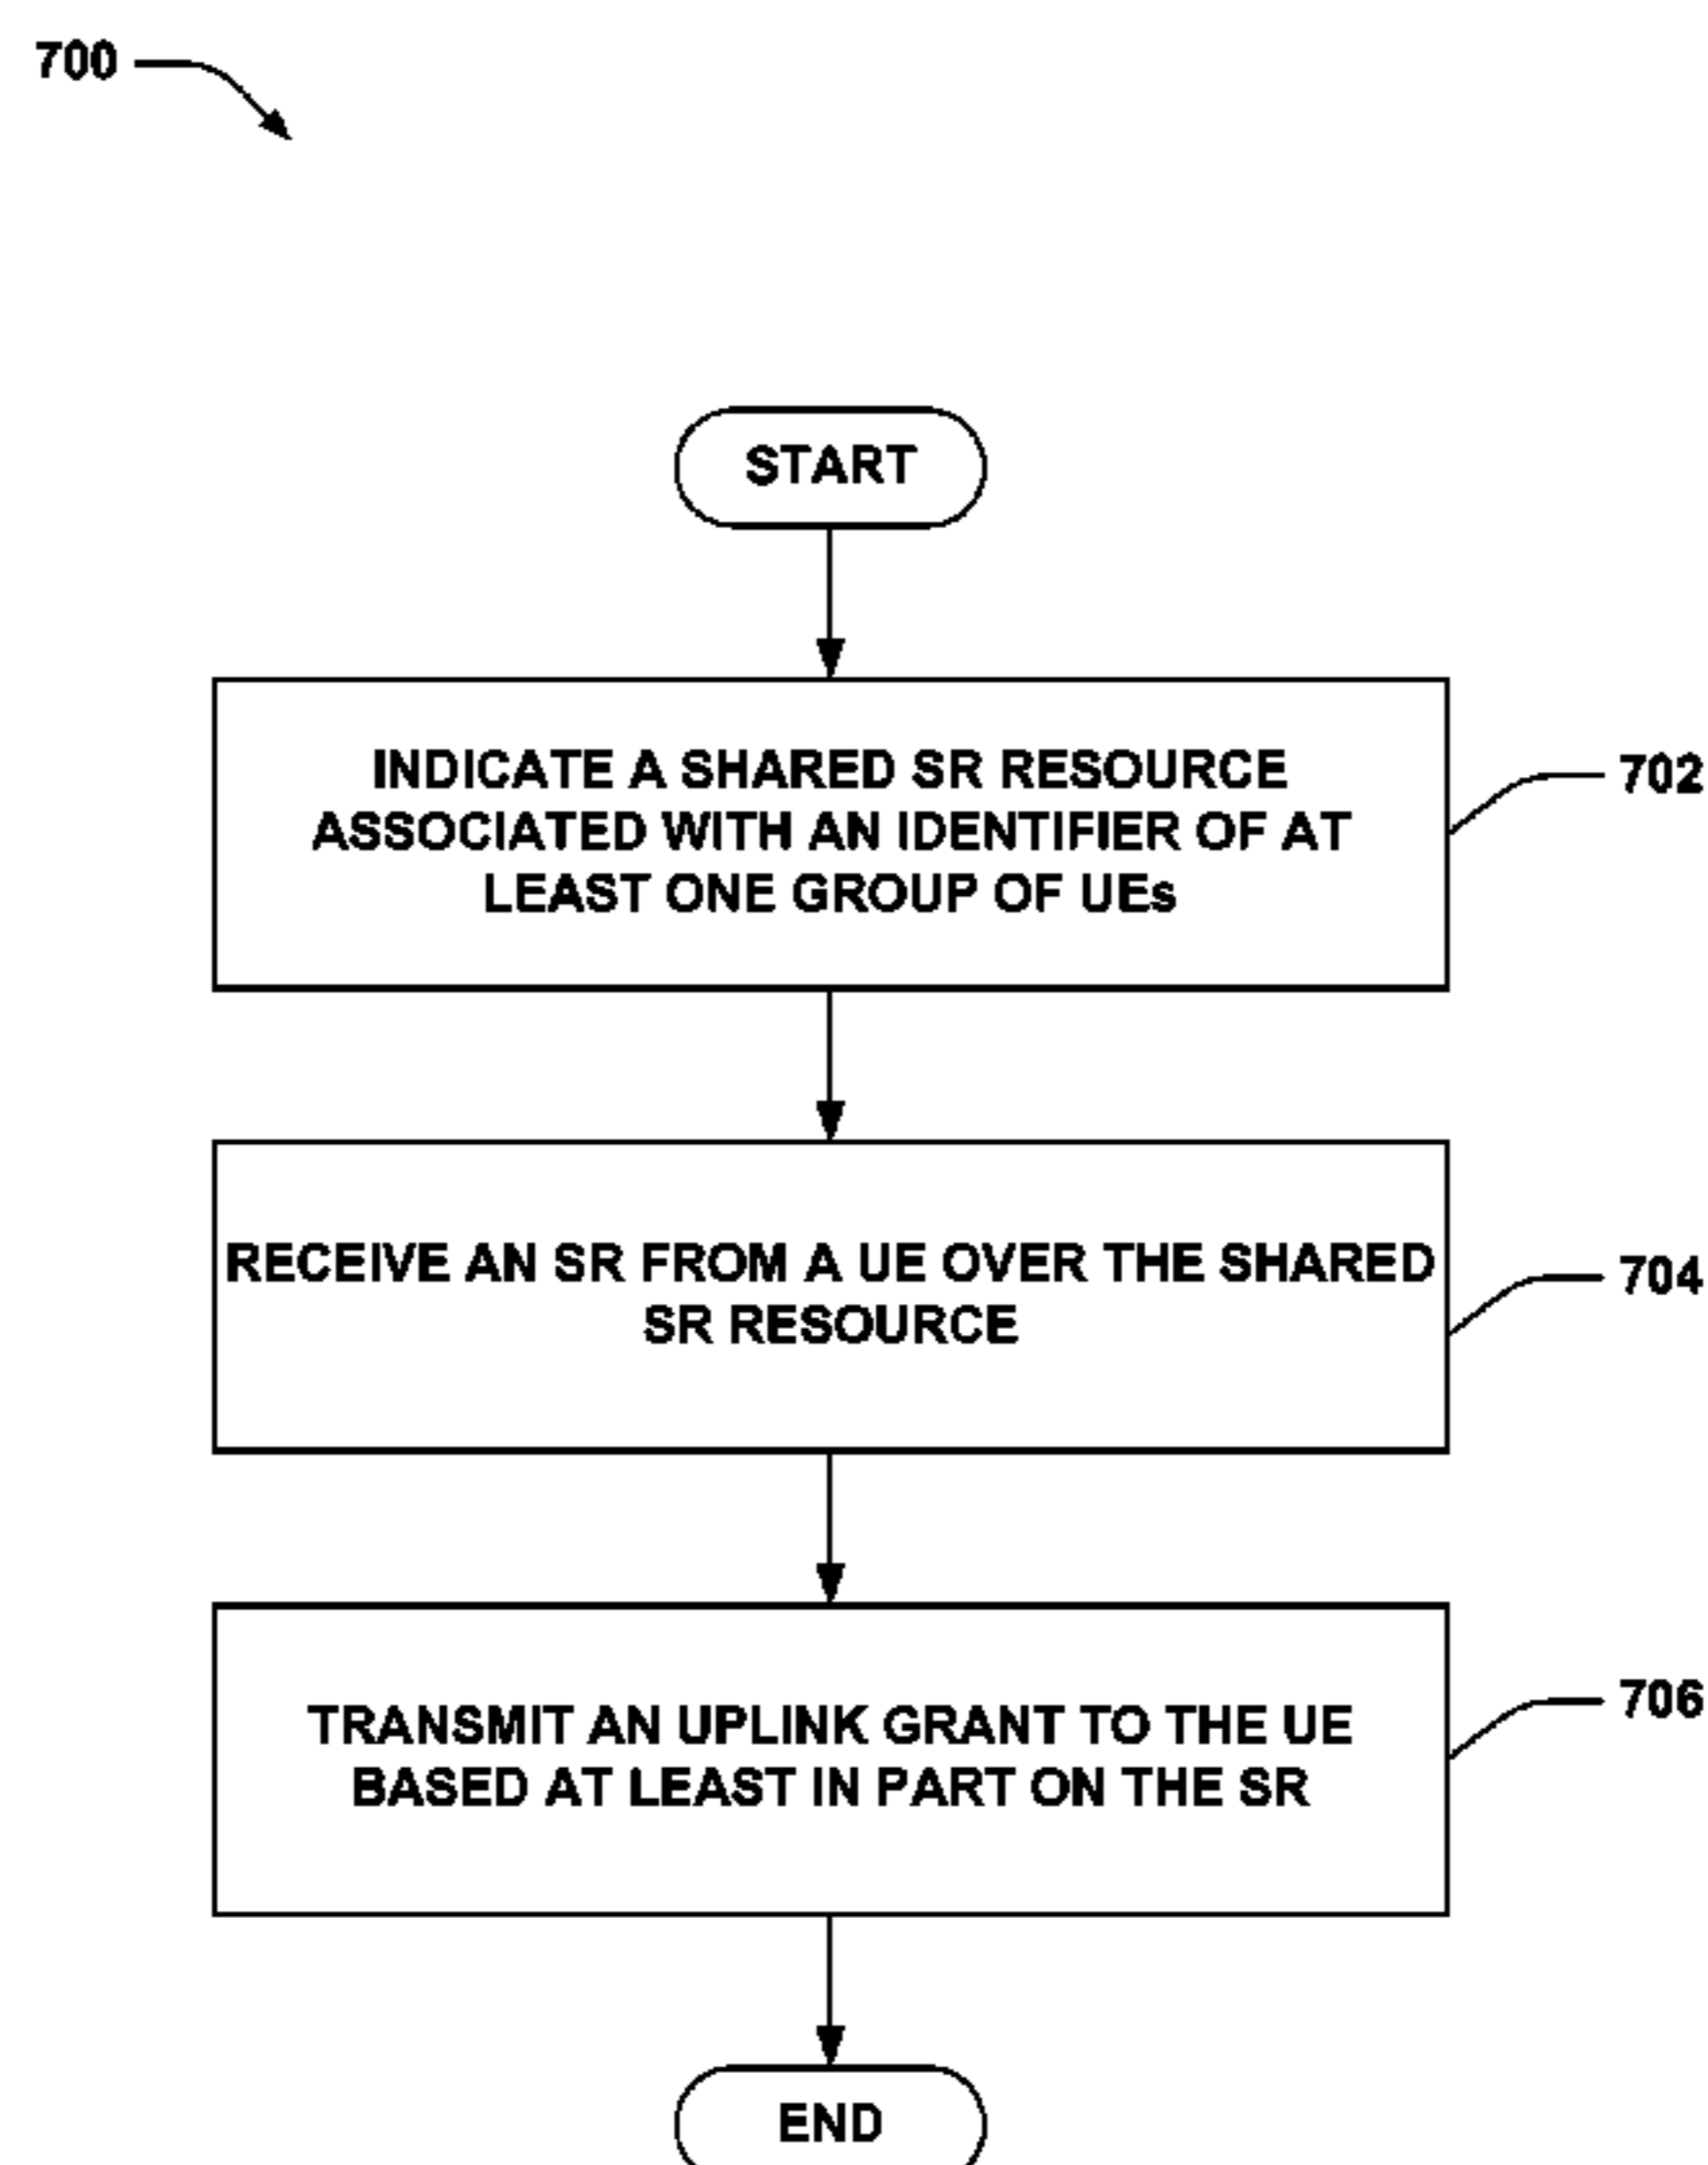 700
START
INDICATE A SHARED SR RESOURCE
ASSOCIATED WITH AN IDENTIFIER OF AT
LEAST ONE GROUP OF UEs
702
RECEIVE AN SR FROM A UE OVER THE SHARED
SR RESOURCE
704
TRANSMIT AN UPLINK GRANT TO THE UE
BASED AT LEAST IN PART ON THE SR
706
END